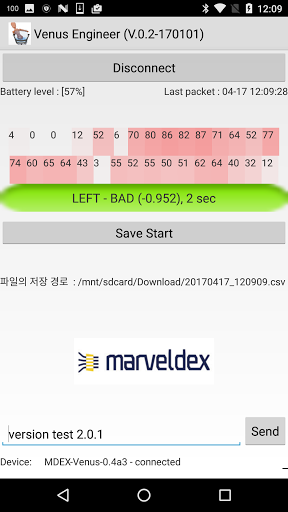 100 12:09
Venus Engineer (V.0.2-170101)
Disconnect
Battery level : [57%] Last packet : 04-17 12:09:28
4 0 0 12 52 6 70 80 86 82 71 64 52 77
74 60 65 64 43 3 55 52 55 51 50 64 40 32 12
LEFT - BAD (-0.952), 2 sec
Save Start
파일의 저장 경로 : /mnt/sdcard/Download/20170417_120909.csv
marveldex
version test 2.0.1 Send
Device: MDEX-Venus-0.4a3 - connected